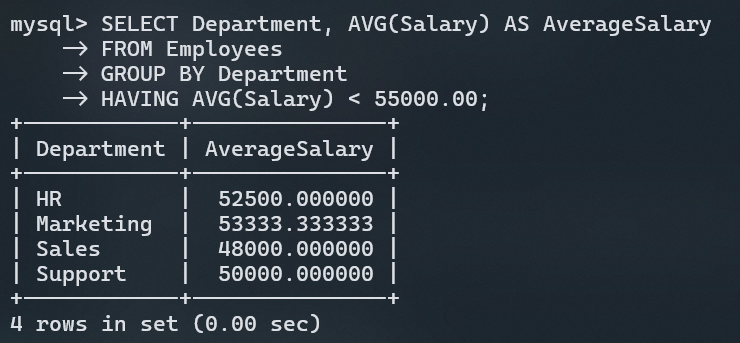 mysql> SELECT Department, AVG(Salary) AS AverageSalary
    -> FROM Employees
    -> GROUP BY Department
    -> HAVING AVG(Salary) < 55000.00;
+------------+---------------+
| Department | AverageSalary |
+------------+---------------+
| HR         |  52500.000000 |
| Marketing  |  53333.333333 |
| Sales      |  48000.000000 |
| Support    |  50000.000000 |
+------------+---------------+
4 rows in set (0.00 sec)